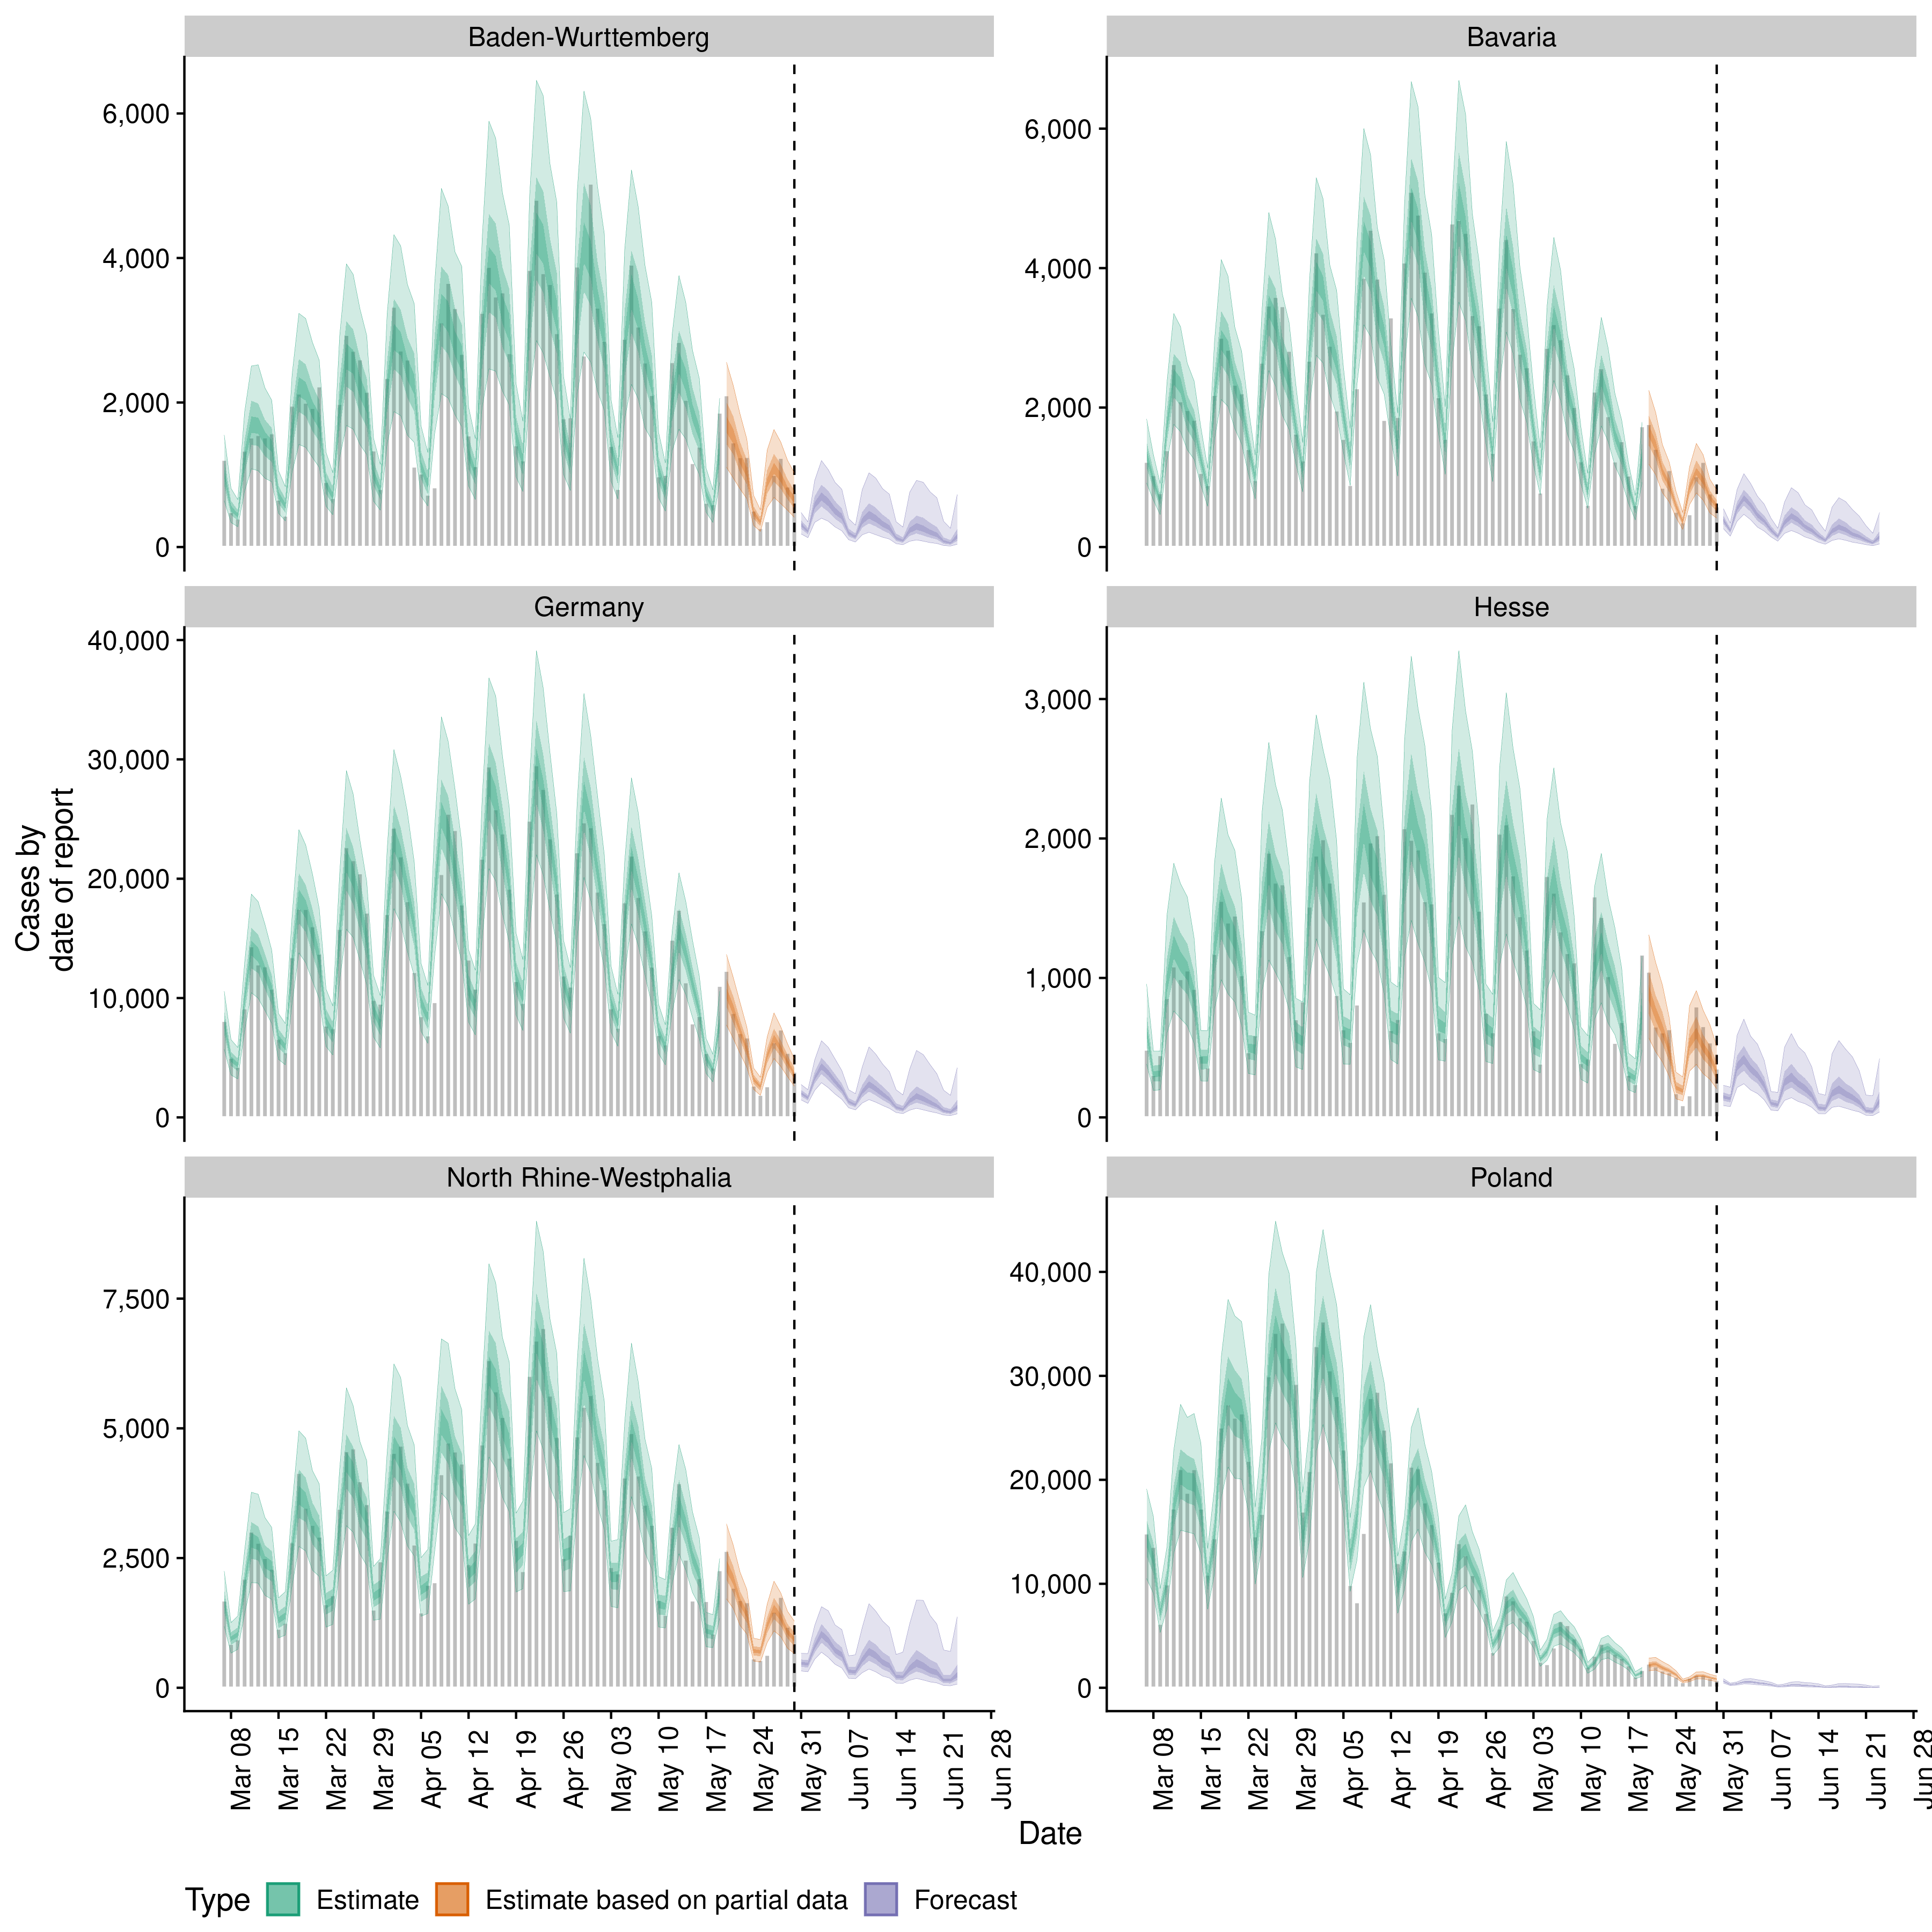 Baden-Wurttemberg
Bavaria
6,000
4,000
2,000
0
6,000
4,000
2,000
0
Germany
Hesse
40,000
30,000
20,000
10,000
0
3,000
2,000
1,000
0
Cases by
date of report
North Rhine-Westphalia
Poland
7,500
5,000
2,500
0
40,000
30,000
20,000
10,000
0
Mar 08
Mar 15
Mar 22
Mar 29
Apr 05
Apr 12
Apr 19
Apr 26
May 03
May 10
May 17
May 24
May 31
Jun 07
Jun 14
Jun 21
Jun 28
Mar 08
Mar 15
Mar 22
Mar 29
Apr 05
Apr 12
Apr 19
Apr 26
May 03
May 10
May 17
May 24
May 31
Jun 07
Jun 14
Jun 21
Jun 28
Date
Type Estimate Estimate based on partial data Forecast